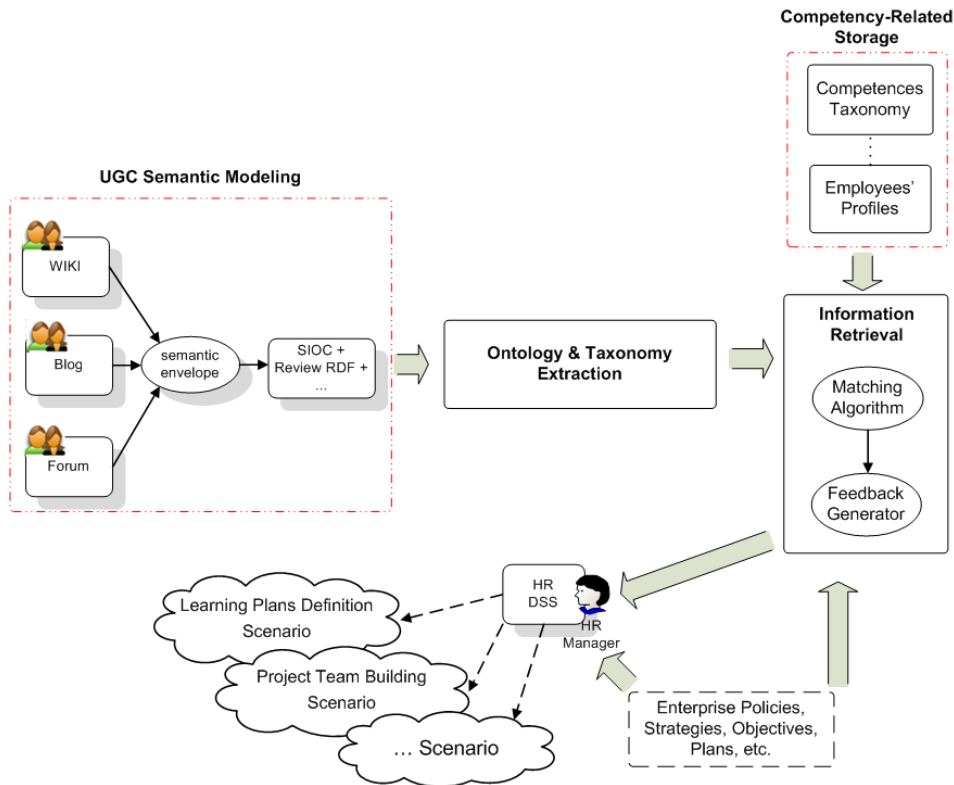 Competency-Related
Storage
Competences
Taxonomy
Employees'
Profiles
UGC Semantic Modeling
WIKI
Blog
Forum
semantic
envelope
SIOC +
Review RDF +
...
Ontology & Taxonomy
Extraction
Information
Retrieval
Matching
Algorithm
Feedback
Generator
HR
DSS
HR
Manager
Learning Plans Definition
Scenario
Project Team Building
Scenario
... Scenario
Enterprise Policies,
Strategies, Objectives,
Plans, etc.